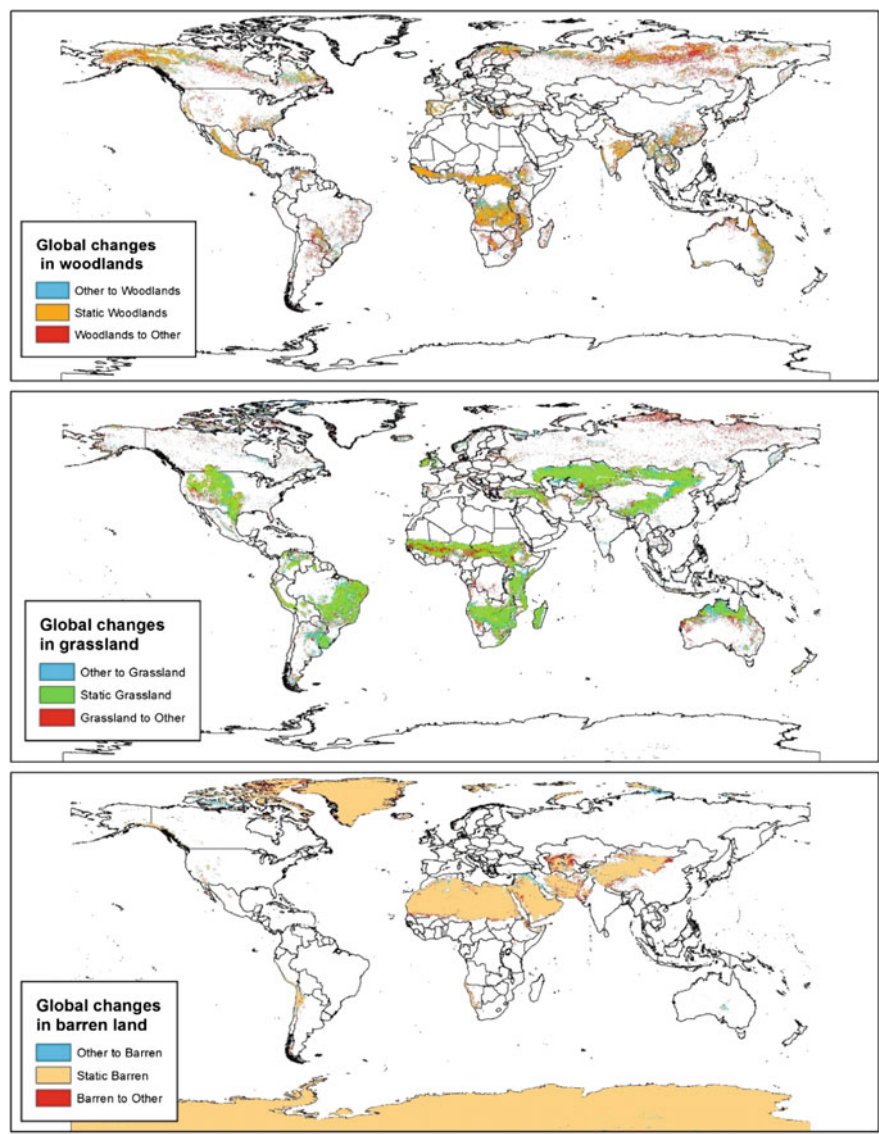 Global changes
in woodlands
Other to Woodlands
Static Woodlands
Woodlands to Other
Global changes
in grassland
Other to Grassland
Static Grassland
Grassland to Other
Global changes
in barren land
Other to Barren
Static Barren
Barren to Other